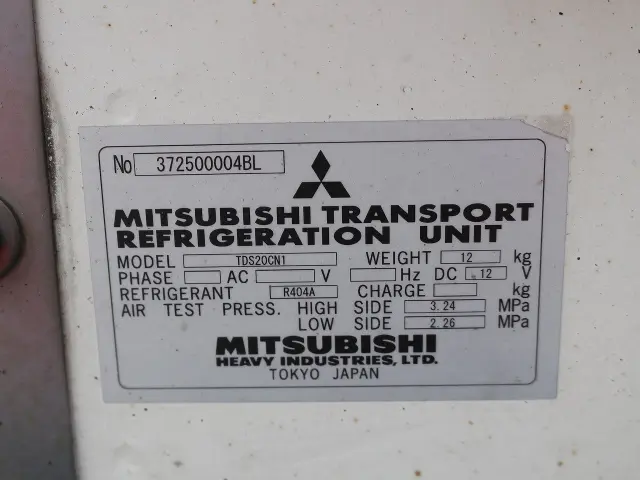 No 372500004BL
MITSUBISHI TRANSPORT
REFRIGERATION UNIT
MODEL TDS20CN1 WEIGHT 12 kg
PHASE AC V Hz DC 12 V
REFRIGERANT R404A CHARGE kg
AIR TEST PRESS. HIGH SIDE 3.24 MPa
LOW SIDE 2.26 MPa
MITSUBISHI
HEAVY INDUSTRIES, LTD.
TOKYO JAPAN